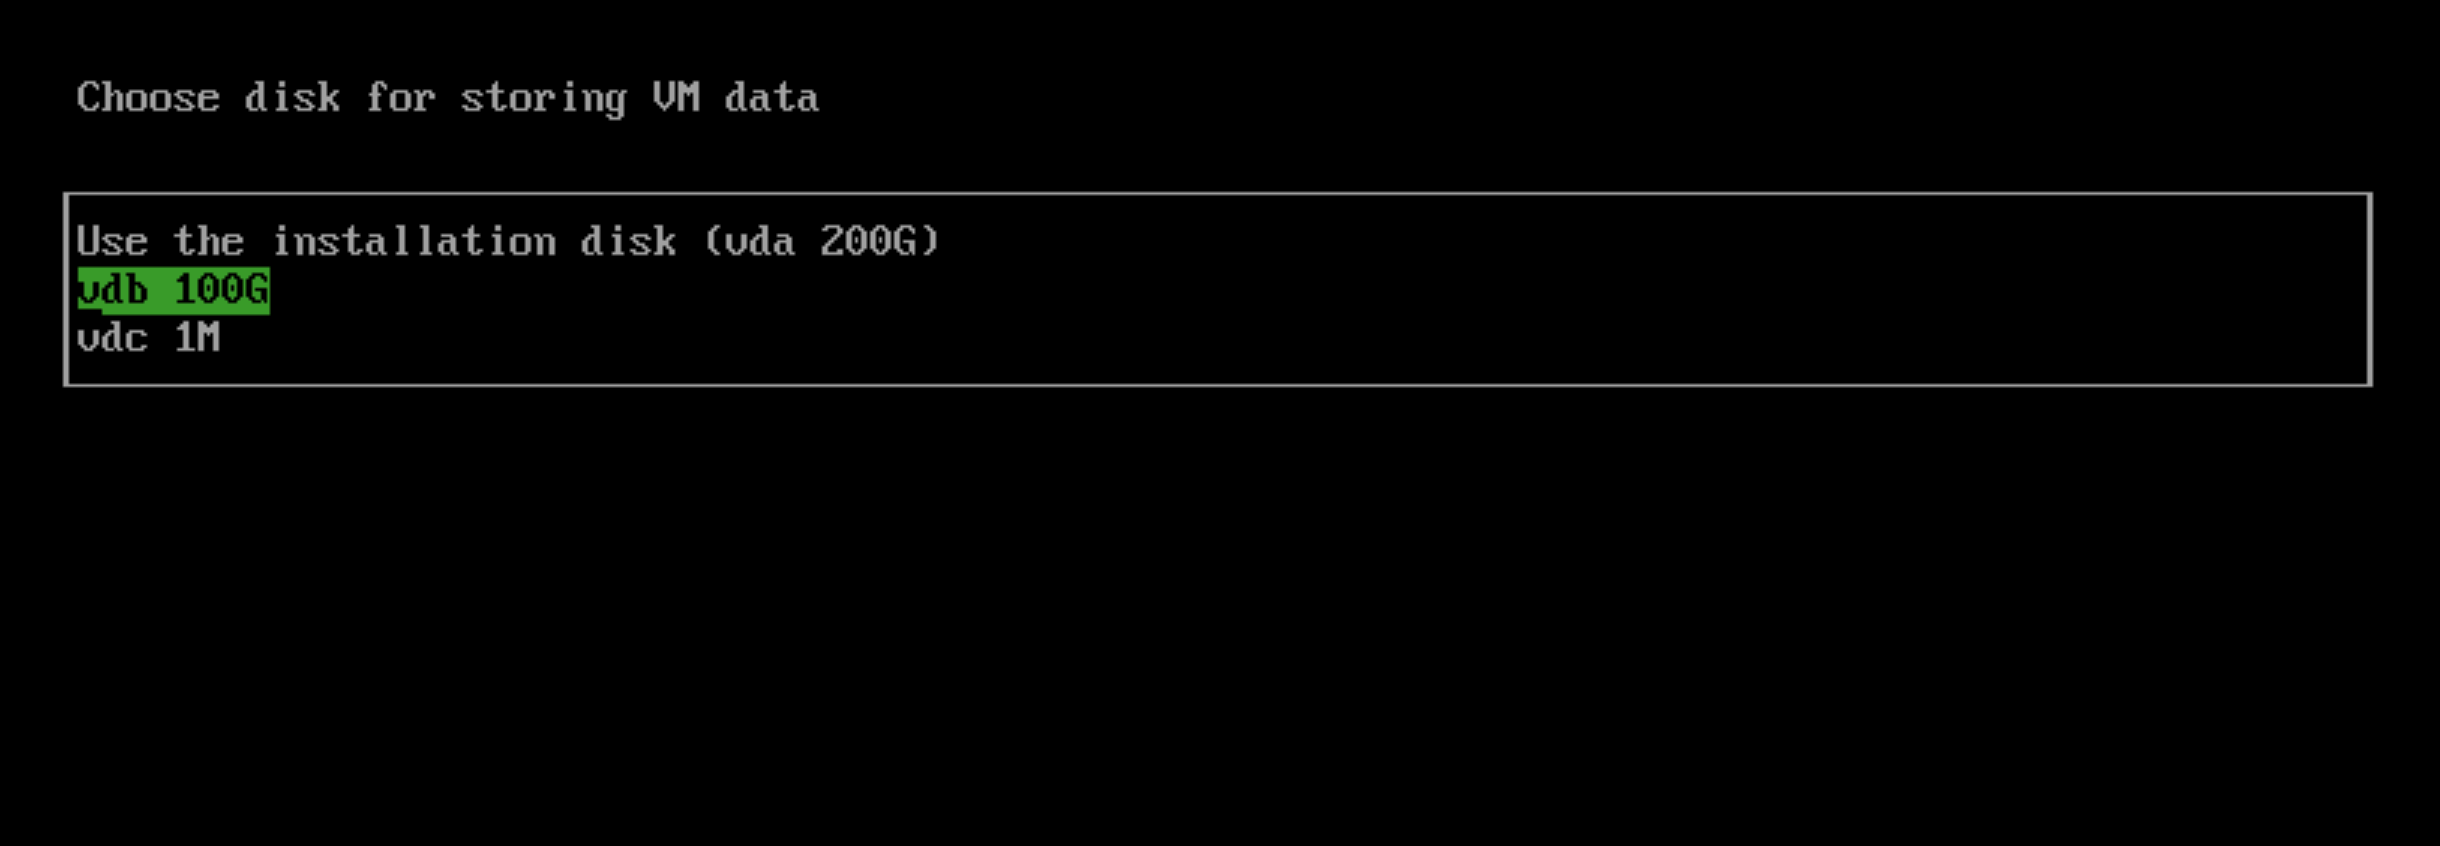 Choose disk for storing VM data
Use the installation disk (vda 200G)
vdb 100G
vdc 1M